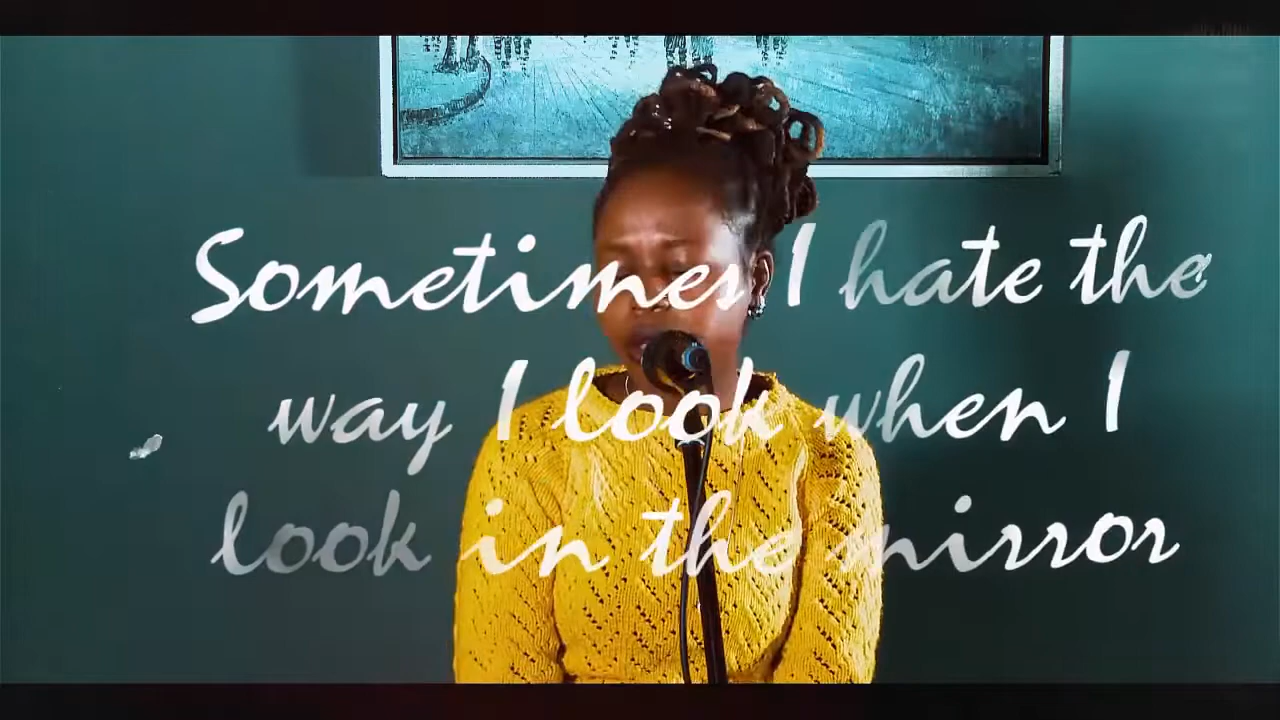 Sometimes I hate the
way I look when I
look in the mirror